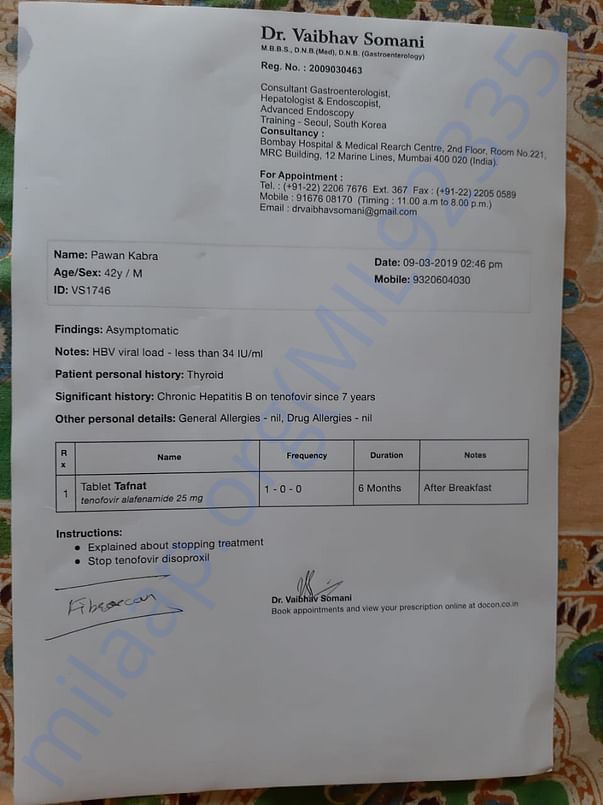 Dr. Vaibhav Somani
M.B.B.S., D.N.B.(Med), D.N.B. (Gastroenterology)
Reg. No. : 2009030463
Consultant Gastroenterologist,
Hepatologist & Endoscopist,
Advanced Endoscopy
Training - Seoul, South Korea
Consultancy :
Bombay Hospital & Medical Rearch Centre, 2nd Floor, Room No.221,
MRC Building, 12 Marine Lines, Mumbai 400 020 (India).
For Appointment :
Tel. : (+91-22) 2206 7676 Ext. 367 Fax : (+91-22) 2205 0589
Mobile : 91676 08170 (Timing : 11.00 a.m to 8.00 p.m.)
Email : drvaibhavsomani@gmail.com
Name: Pawan Kabra
Date: 09-03-2019 02:46 pm
Age/Sex: 42y / M
Mobile: 9320604030
ID: VS1746
Findings: Asymptomatic
Notes: HBV viral load - less than 34 IU/ml
Patient personal history: Thyroid
Significant history: Chronic Hepatitis B on tenofovir since 7 years
Other personal details: General Allergies - nil, Drug Allergies - nil
Rx Name Frequency Duration Notes
1 Tablet Tafnat 1 - 0 - 0 6 Months After Breakfast
tenofovir alafenamide 25 mg
Instructions:
• Explained about stopping treatment
• Stop tenofovir disoproxil
Fibroscan
Dr. Vaibhav Somani
Book appointments and view your prescription online at docon.co.in
milaap.org(MIL92335)